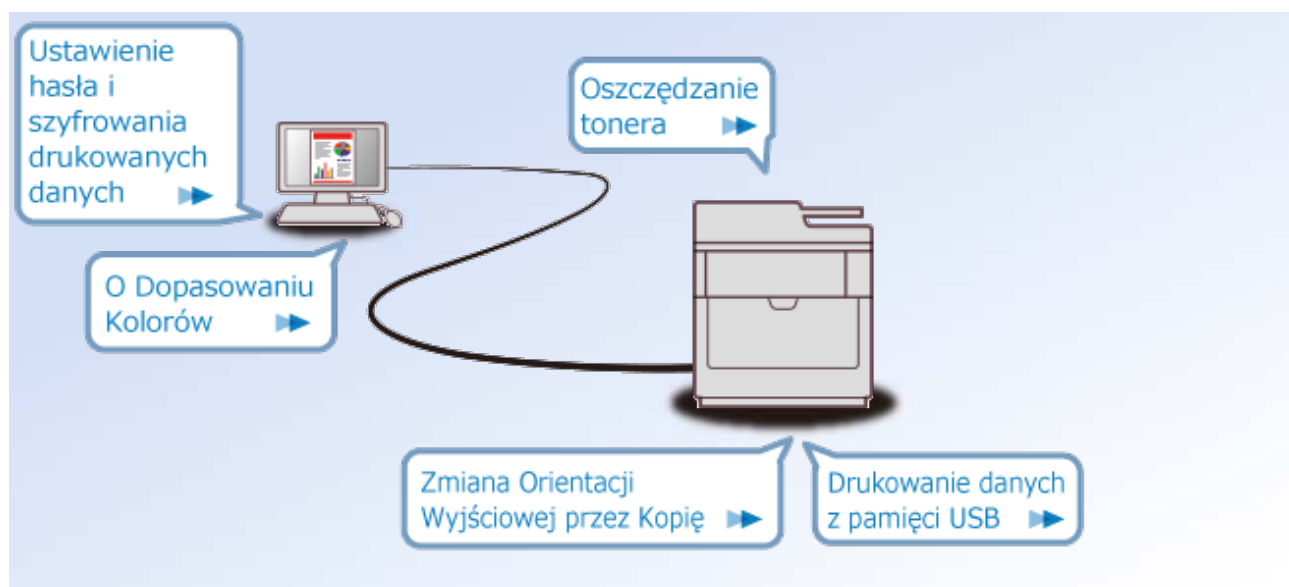 Ustawienie
hasła i
szyfrowania
drukowanych
danych
Oszczędzanie
tonera
O Dopasowaniu
Kolorów
Zmiana Orientacji
Wyjściowej przez Kopię
Drukowanie danych
z pamięci USB